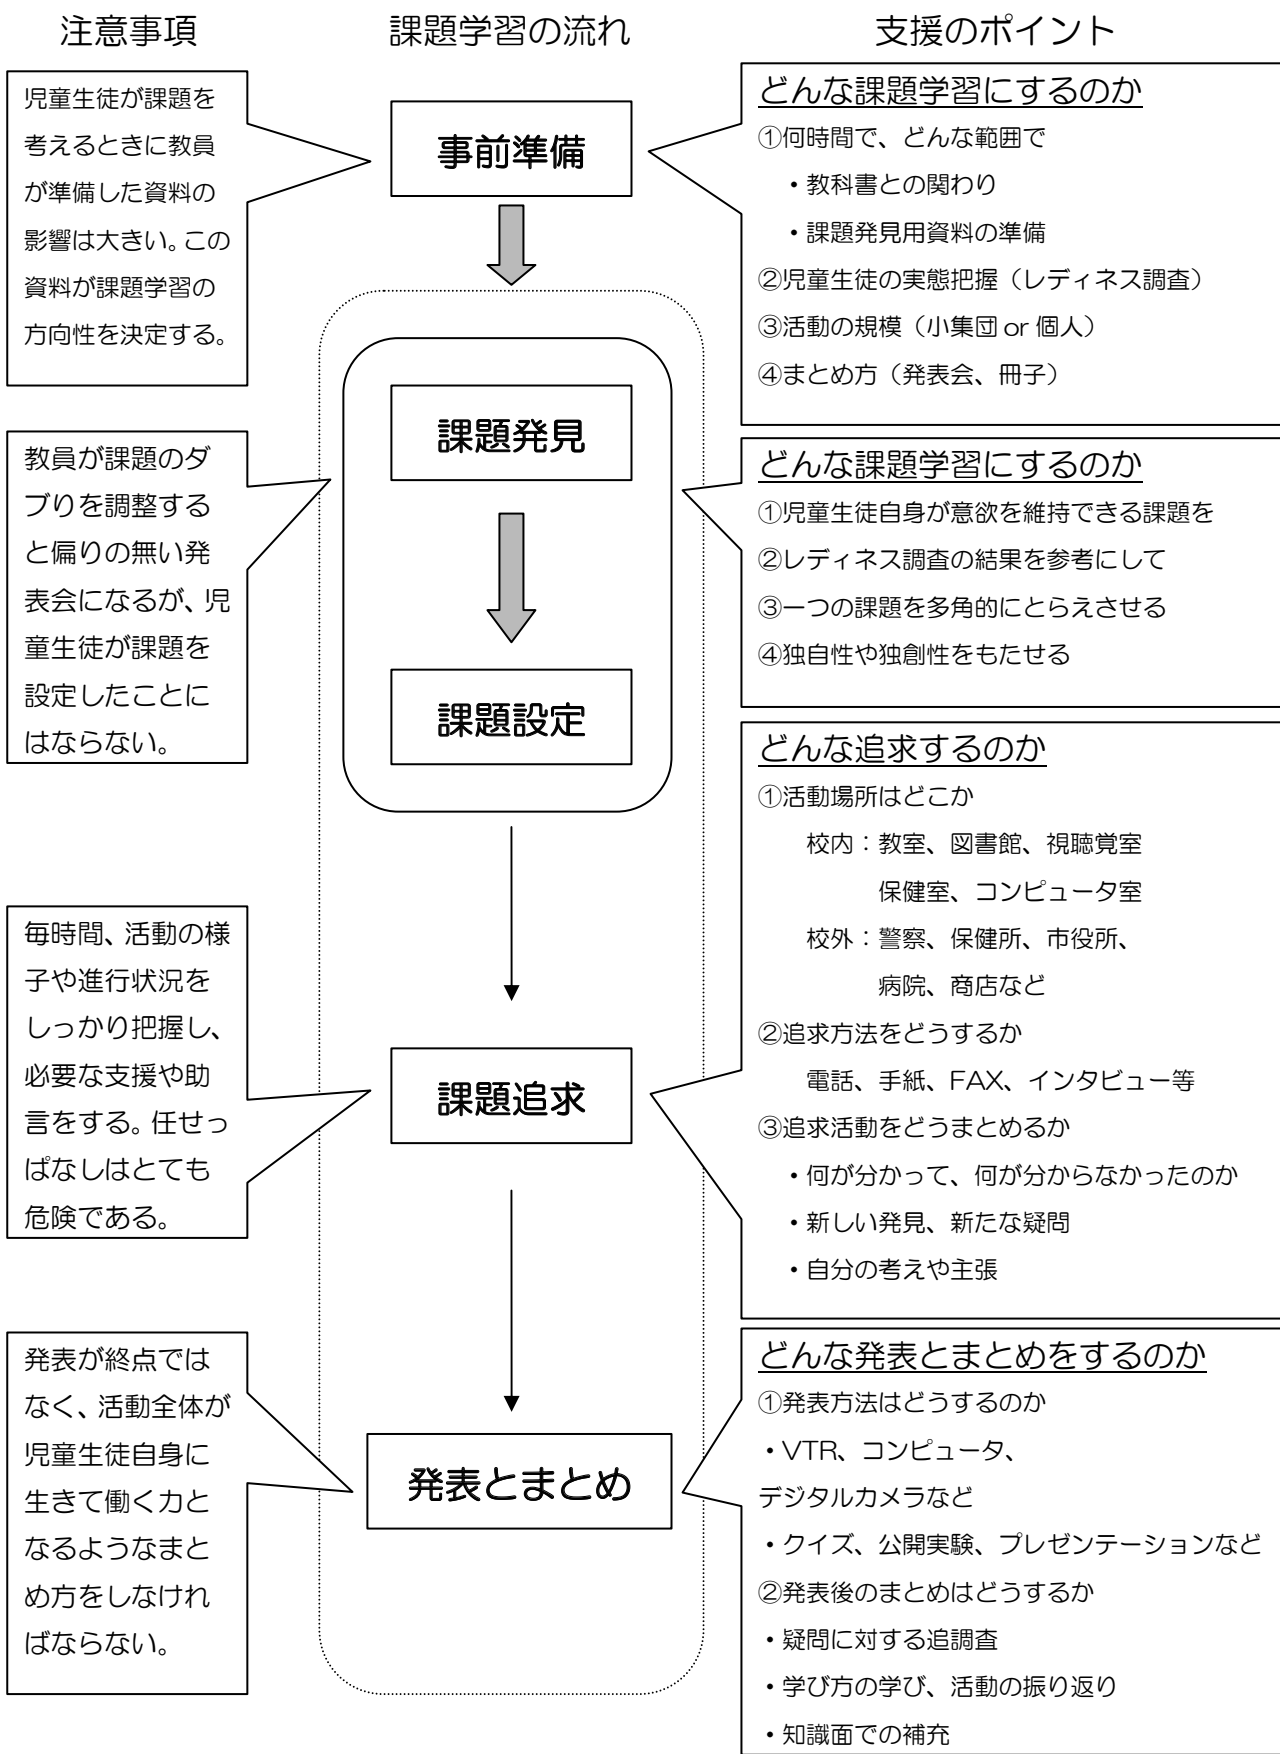 注意事項
課題学習の流れ
支援のポイント
児童生徒が課題を
考えるときに教員
が準備した資料の
影響は大きい。この
資料が課題学習の
方向性を決定する。
事前準備
どんな課題学習にするのか
①何時間で、どんな範囲で
・教科書との関わり
・課題発見用資料の準備
②児童生徒の実態把握（レディネス調査）
③活動の規模（小集団 or 個人）
④まとめ方（発表会、冊子）
教員が課題のダ
ブりを調整する
と偏りの無い発
表会になるが、児
童生徒が課題を
設定したことに
はならない。
課題発見
課題設定
どんな課題学習にするのか
①児童生徒自身が意欲を維持できる課題を
②レディネス調査の結果を参考にして
③一つの課題を多角的にとらえさせる
④独自性や独創性をもたせる
毎時間、活動の様
子や進行状況を
しっかり把握し、
必要な支援や助
言をする。任せっ
ぱなしはとても
危険である。
課題追求
どんな追求するのか
①活動場所はどこか
校内：教室、図書館、視聴覚室
保健室、コンピュータ室
校外：警察、保健所、市役所、
病院、商店など
②追求方法をどうするか
電話、手紙、FAX、インタビュー等
③追求活動をどうまとめるか
・何が分かって、何が分からなかったのか
・新しい発見、新たな疑問
・自分の考えや主張
発表が終点では
なく、活動全体が
児童生徒自身に
生きて働く力と
なるようなまと
め方をしなけれ
ばならない。
発表とまとめ
どんな発表とまとめをするのか
①発表方法はどうするのか
・VTR、コンピュータ、
デジタルカメラなど
・クイズ、公開実験、プレゼンテーションなど
②発表後のまとめはどうするか
・疑問に対する追調査
・学び方の学び、活動の振り返り
・知識面での補充